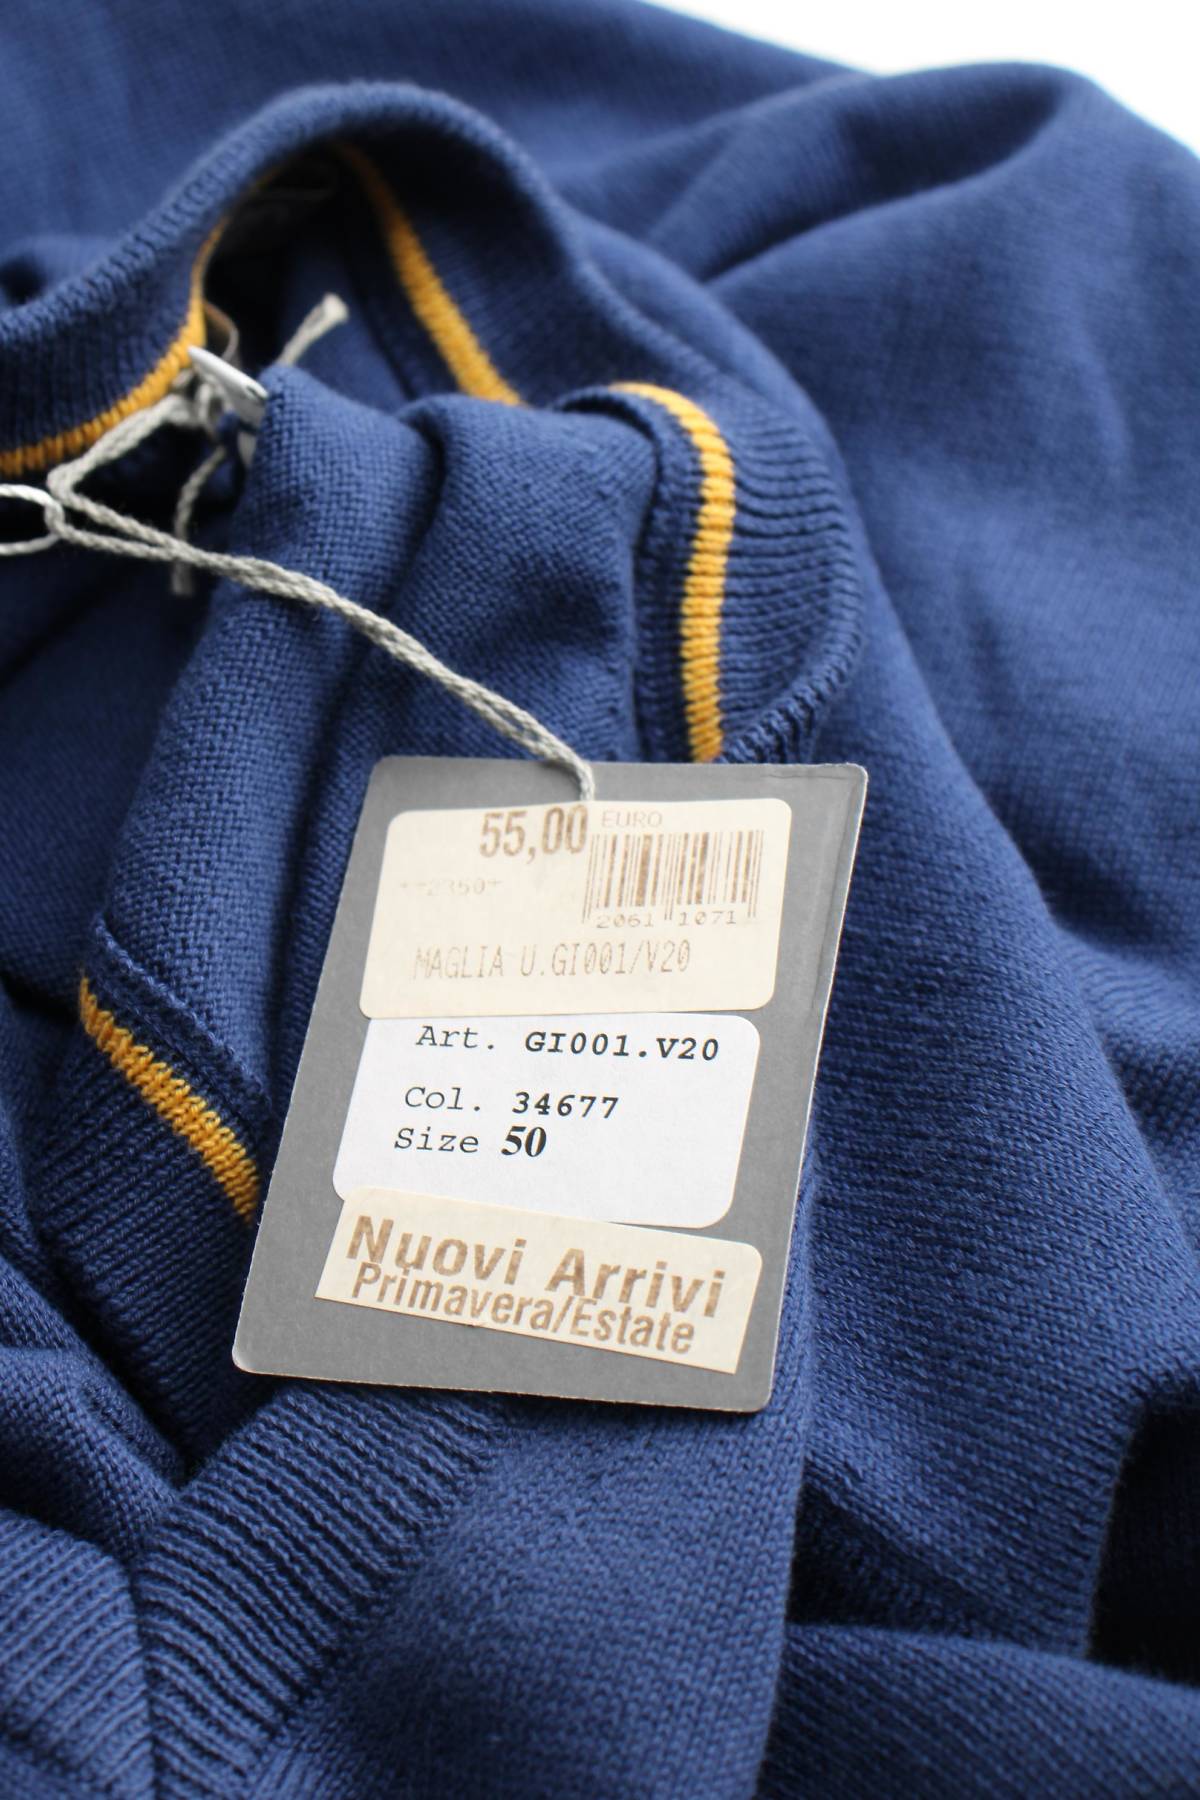 55,00 EURO
**2350*
2061 1071
MAGLIA U.GI001/V20
Art. GI001.V20
Col. 34677
Size 50
Nuovi Arrivi
Primavera/Estate